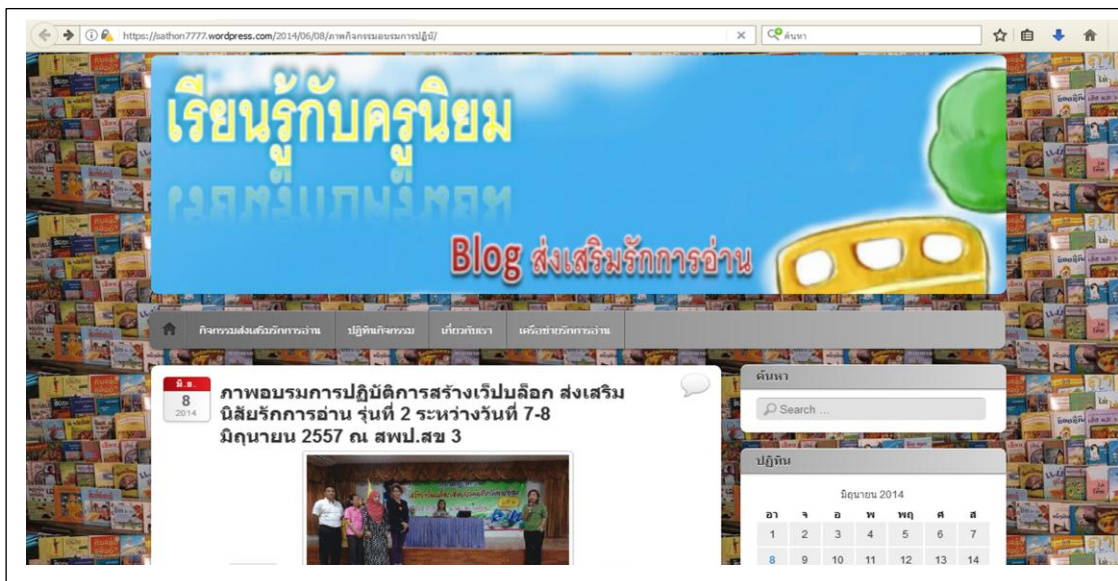 https://sathon7777.wordpress.com/2014/06/08/ภาพกิจกรรมอบรมการปฏิบั/
ค้นหา
เรียนรู้กับครูนิยม
Blog ส่งเสริมรักการอ่าน
กิจกรรมส่งเสริมรักการอ่าน ปฏิทินกิจกรรม เกี่ยวกับเรา เครือข่ายรักการอ่าน
มิ.ย.
8
2014
ภาพอบรมการปฏิบัติการสร้างเว็ปบล็อก ส่งเสริม
นิสัยรักการอ่าน รุ่นที่ 2 ระหว่างวันที่ 7-8
มิถุนายน 2557 ณ สพป.สข 3
ค้นหา
Search ...
ปฏิทิน
มิถุนายน 2014
อา จ อ พ พฤ ศ ส
1 2 3 4 5 6 7
8 9 10 11 12 13 14